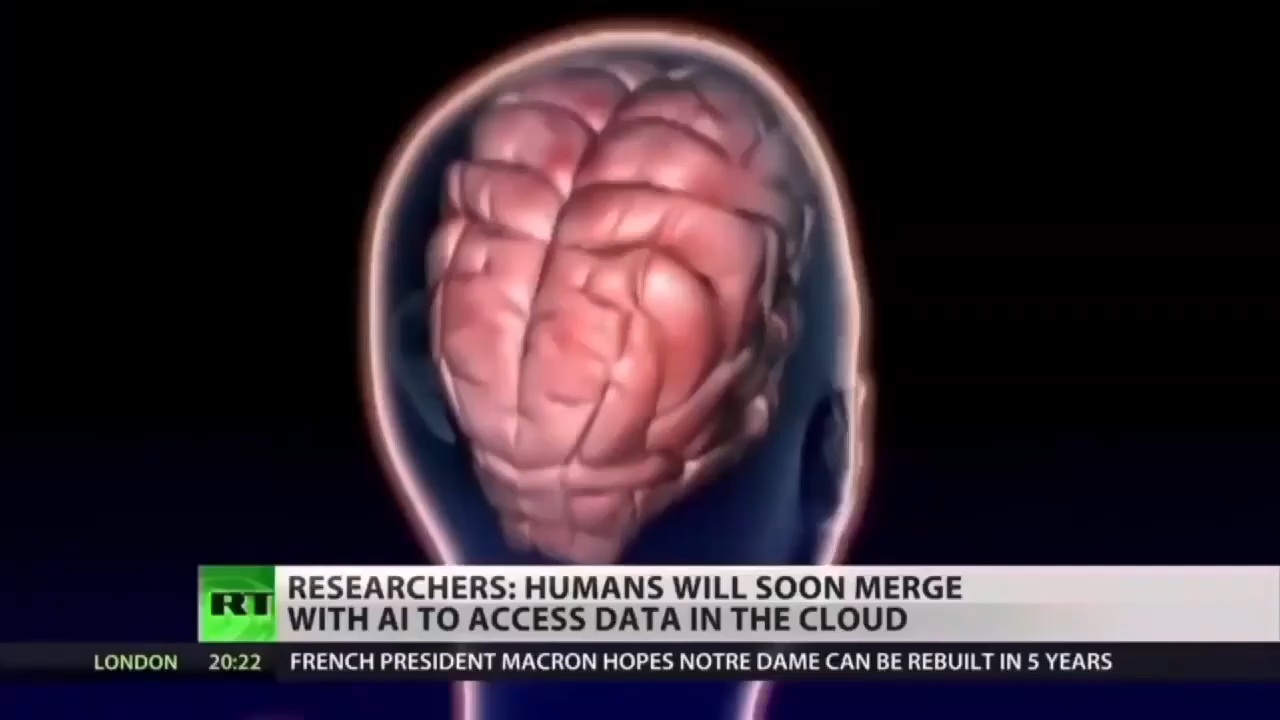 RT
RESEARCHERS: HUMANS WILL SOON MERGE
WITH AI TO ACCESS DATA IN THE CLOUD
LONDON 20:22 FRENCH PRESIDENT MACRON HOPES NOTRE DAME CAN BE REBUILT IN 5 YEARS